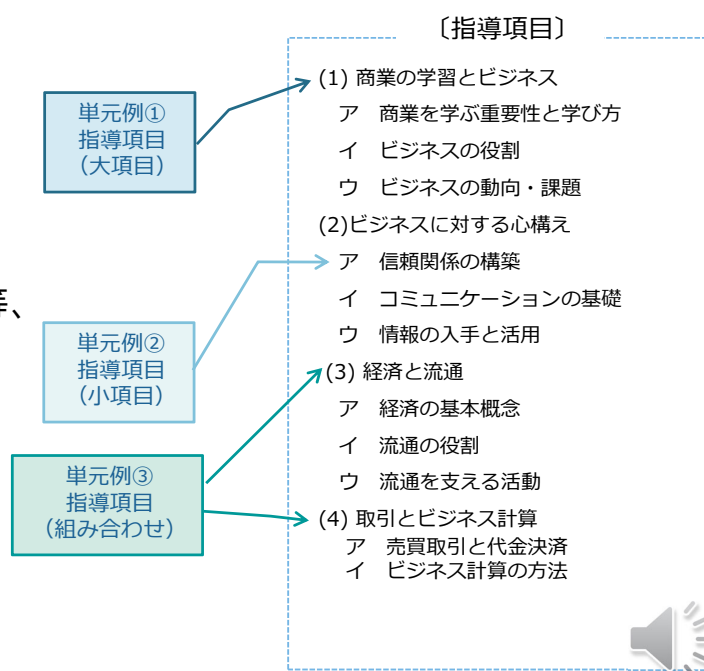 〔指導項目〕
単元例①
指導項目
（大項目）
(1) 商業の学習とビジネス
ア　商業を学ぶ重要性と学び方
イ　ビジネスの役割
ウ　ビジネスの動向・課題
(2)ビジネスに対する心構え
ア　信頼関係の構築
イ　コミュニケーションの基礎
ウ　情報の入手と活用
等、
単元例②
指導項目
（小項目）
(3) 経済と流通
ア　経済の基本概念
イ　流通の役割
ウ　流通を支える活動
単元例③
指導項目
（組み合わせ）
(4) 取引とビジネス計算
ア　売買取引と代金決済
イ　ビジネス計算の方法